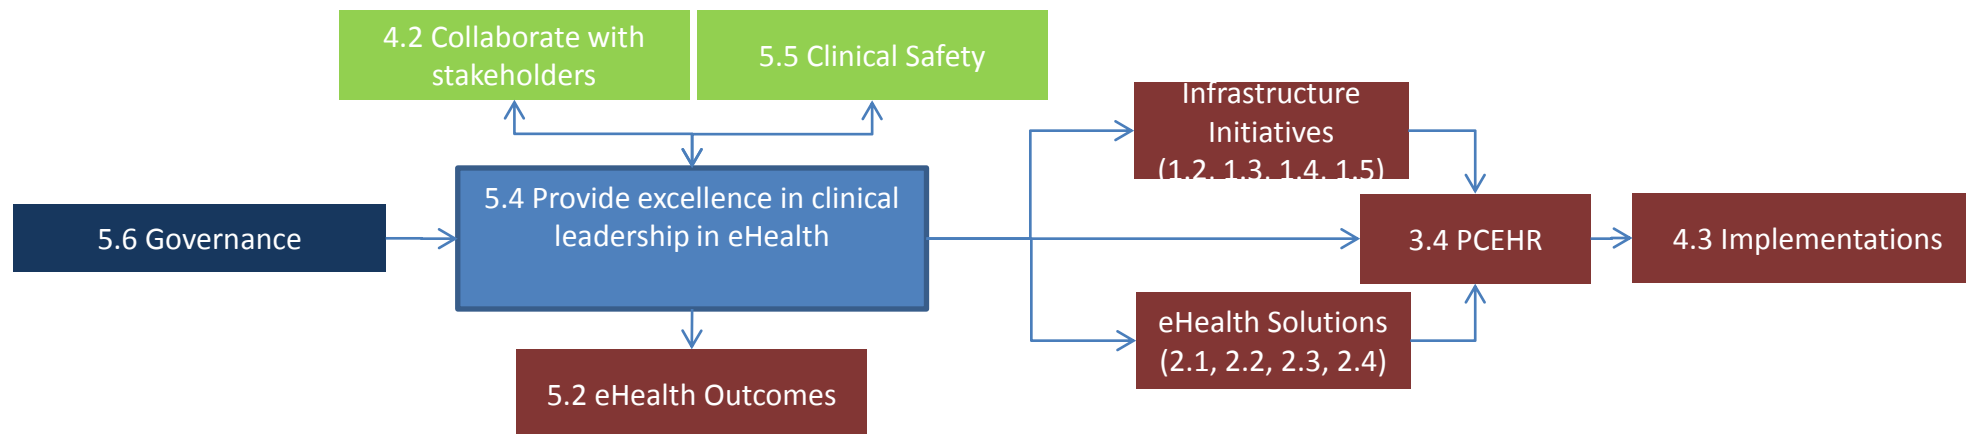 4.2 Collaborate with
stakeholders
5.5 Clinical Safety
Infrastructure
Initiatives
(1.2, 1.3, 1.4, 1.5)
5.4 Provide excellence in clinical
leadership in eHealth
5.6 Governance
3.4 PCEHR
4.3 Implementations
eHealth Solutions
(2.1, 2.2, 2.3, 2.4)
5.2 eHealth Outcomes